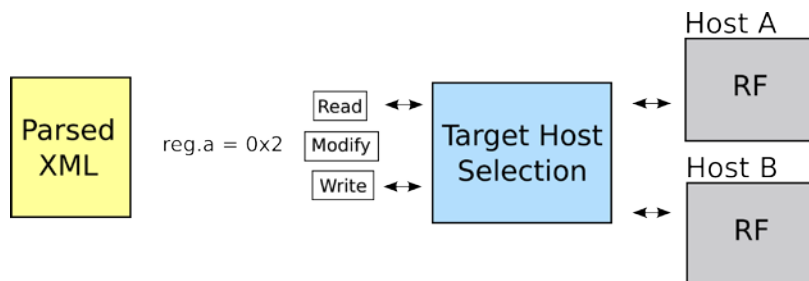 Parsed
XML
reg.a = 0x2
Read
Modify
Write
Target Host
Selection
Host A
RF
Host B
RF